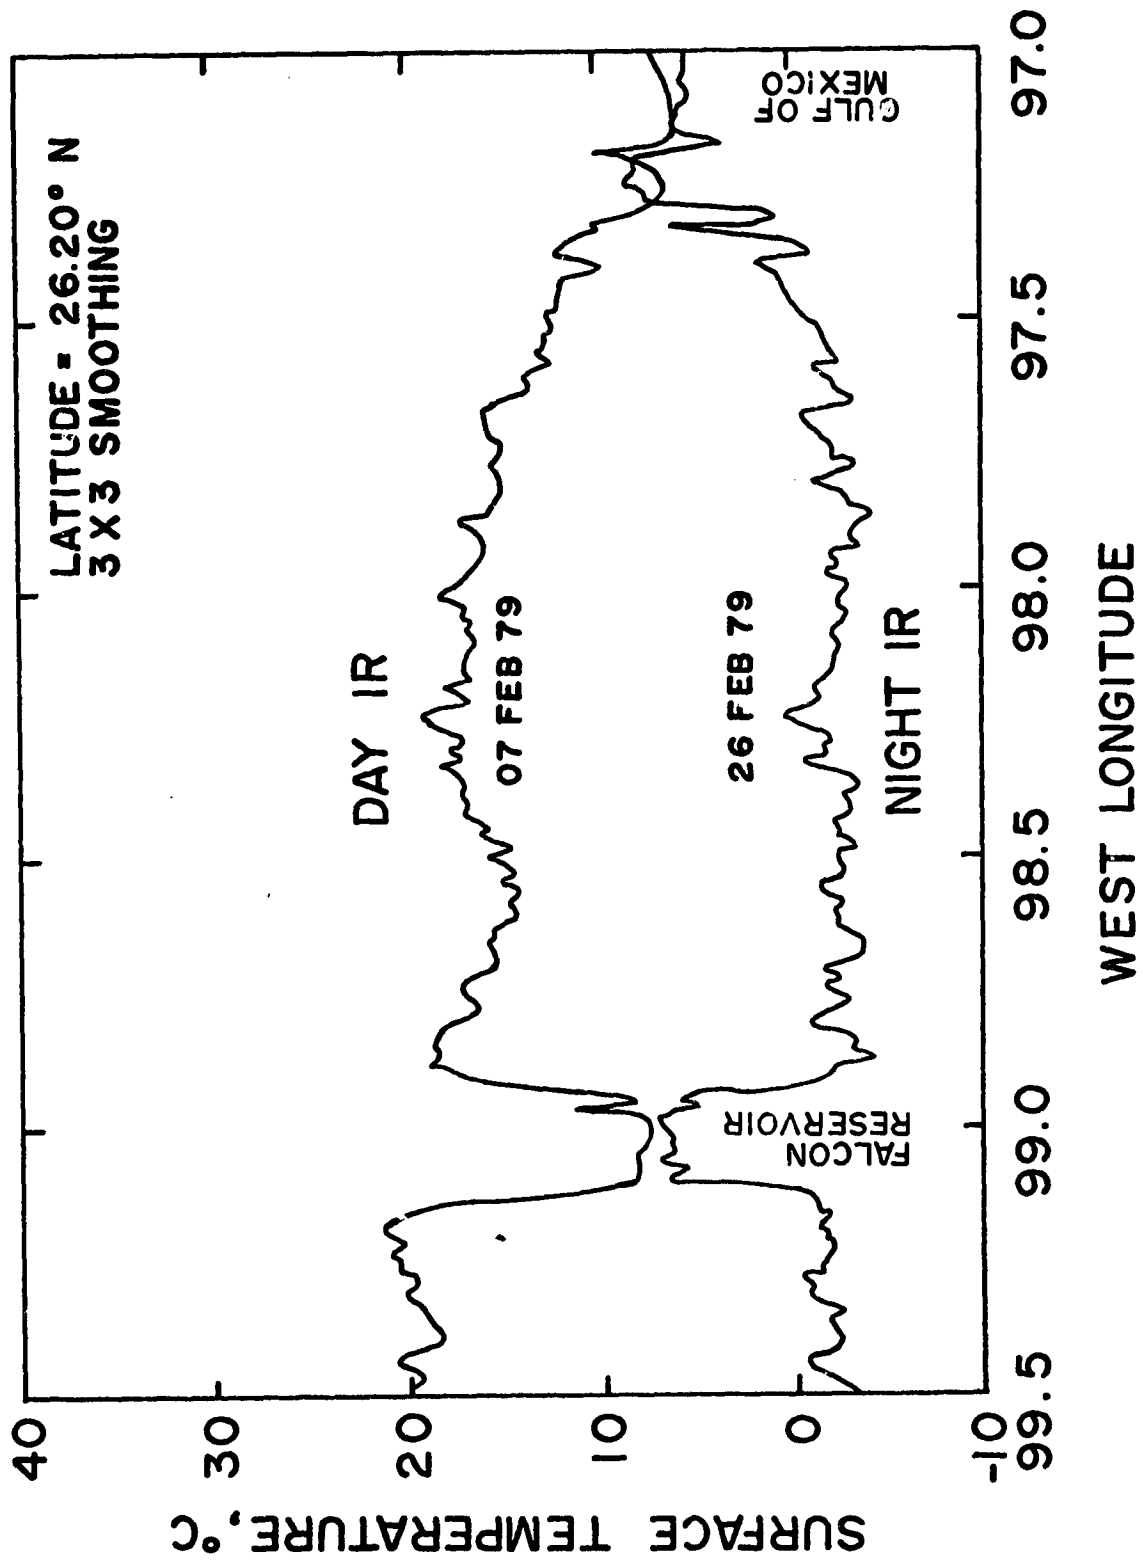 LATITUDE = 26.20° N
3 X 3 SMOOTHING
DAY IR
07 FEB 79
26 FEB 79
NIGHT IR
FALCON
RESERVOIR
GULF OF
MEXICO
40
30
20
10
0
-10
SURFACE TEMPERATURE, °C
99.5
99.0
98.5
98.0
97.5
97.0
WEST LONGITUDE